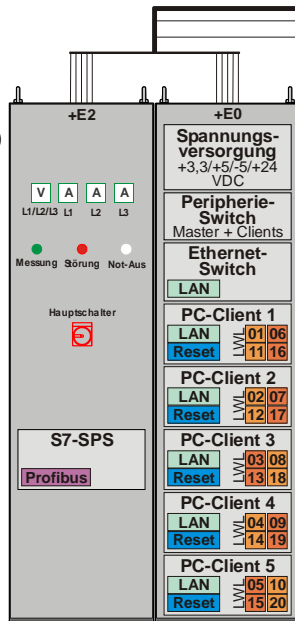 +E2
V A A A
L1/L2/L3 L1 L2 L3
Messung Störung Not-Aus
Hauptschalter
S7-SPS
Profibus
+E0
Spannungs-
versorgung
+3,3/+5/-5/+24
VDC
Peripherie-
Switch
Master + Clients
Ethernet-
Switch
LAN
PC-Client 1
LAN 01 06
Reset 11 16
PC-Client 2
LAN 02 07
Reset 12 17
PC-Client 3
LAN 03 08
Reset 13 18
PC-Client 4
LAN 04 09
Reset 14 19
PC-Client 5
LAN 05 10
Reset 15 20